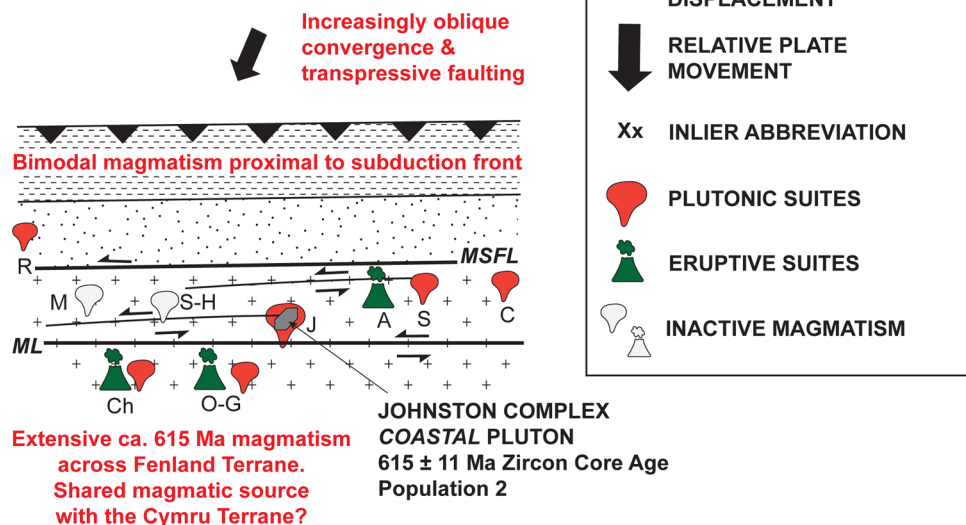 DISPLACEMENT
Increasingly oblique
convergence &
transpressive faulting
RELATIVE PLATE
MOVEMENT
Xx INLIER ABBREVIATION
Bimodal magmatism proximal to subduction front
PLUTONIC SUITES
R
MSFL
ERUPTIVE SUITES
M
S-H
A
S
C
J
INACTIVE MAGMATISM
ML
Ch
O-G
JOHNSTON COMPLEX
COASTAL PLUTON
615 ± 11 Ma Zircon Core Age
Population 2
Extensive ca. 615 Ma magmatism
across Fenland Terrane.
Shared magmatic source
with the Cymru Terrane?